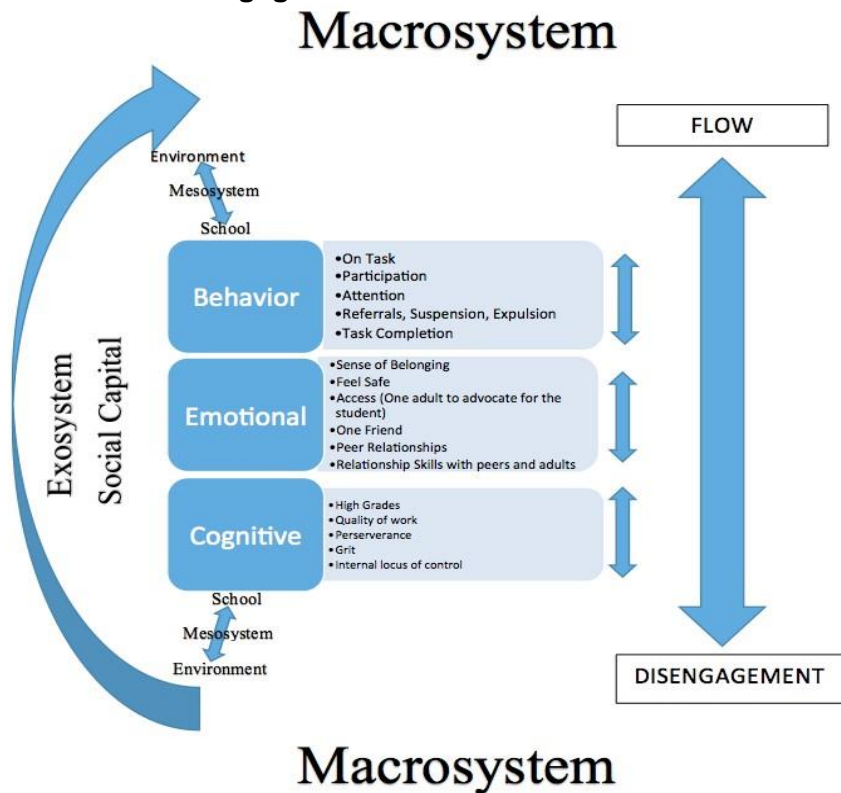 Macrosystem
FLOW
Environment
Mesosystem
School
Behavior
•On Task
•Participation
•Attention
•Referrals, Suspension, Expulsion
•Task Completion
Exosystem
Social Capital
Emotional
•Sense of Belonging
•Feel Safe
•Access (One adult to advocate for the
student)
•One Friend
•Peer Relationships
•Relationship Skills with peers and adults
Cognitive
•High Grades
•Quality of work
•Perserverance
•Grit
•Internal locus of control
School
Mesosystem
Environment
DISENGAGEMENT
Macrosystem